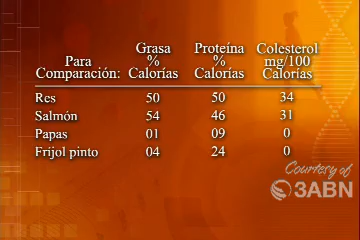 Para Comparación: Grasa % Calorías Proteína % Calorías Colesterol mg/100 Calorías
Res 50 50 34
Salmón 54 46 31
Papas 01 09 0
Frijol pinto 04 24 0
Courtesy of
3ABN